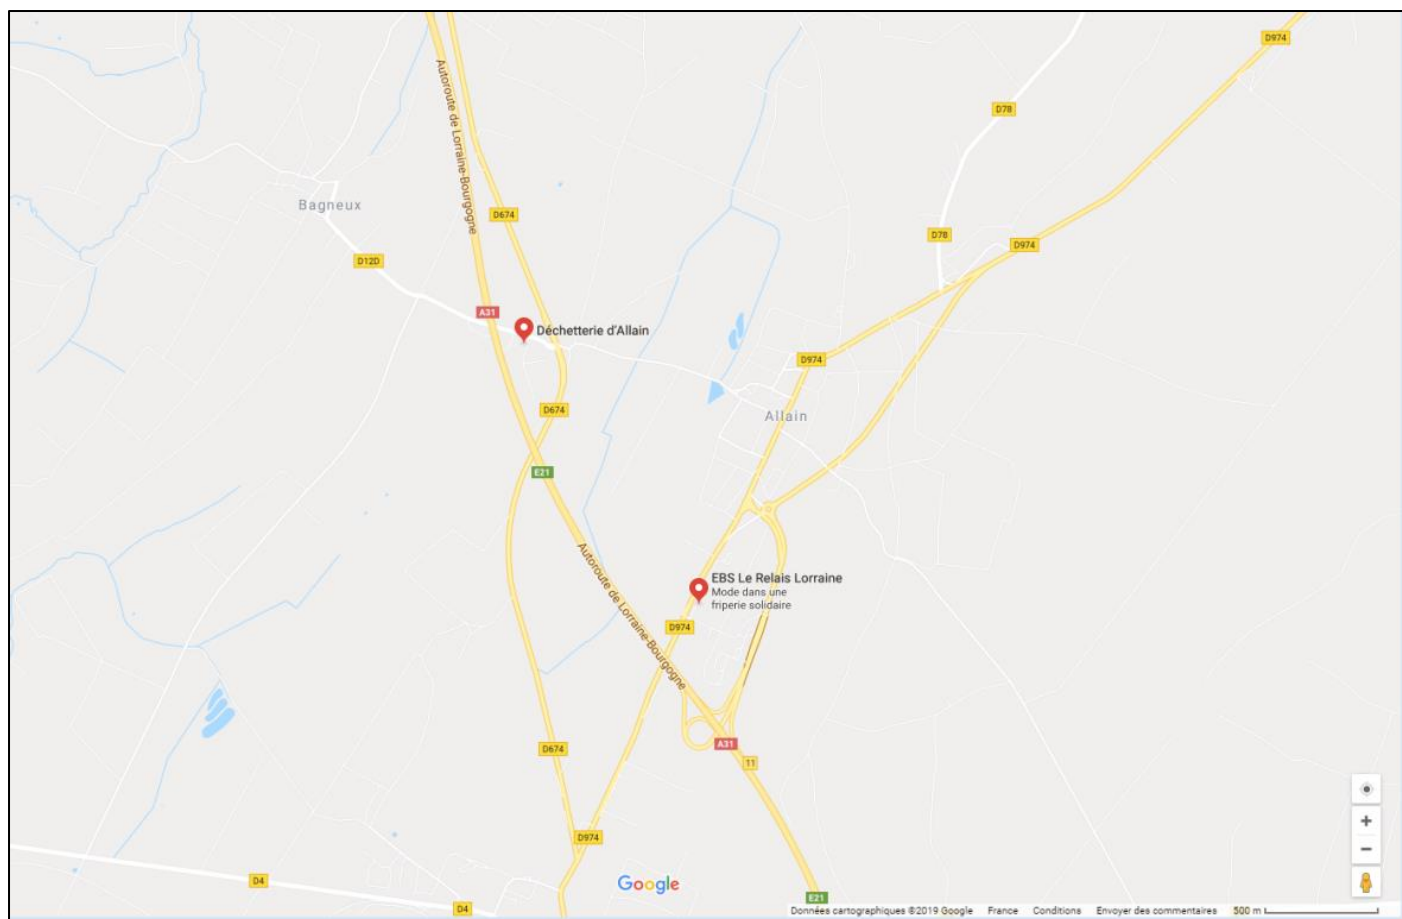 D974
Autoroute de Lorraine-Bourgogne
D78
Bagneux
D674
D78
D974
D12D
A31
Déchetterie d'Allain
D974
D674
Allain
E21
Autoroute de Lorraine-Bourgogne
EBS Le Relais Lorraine
Mode dans une
friperie solidaire
D974
A31
D674
11
D974
D4
Google
E21
D4
Données cartographiques ©2019 Google France Conditions Envoyer des commentaires 500 m